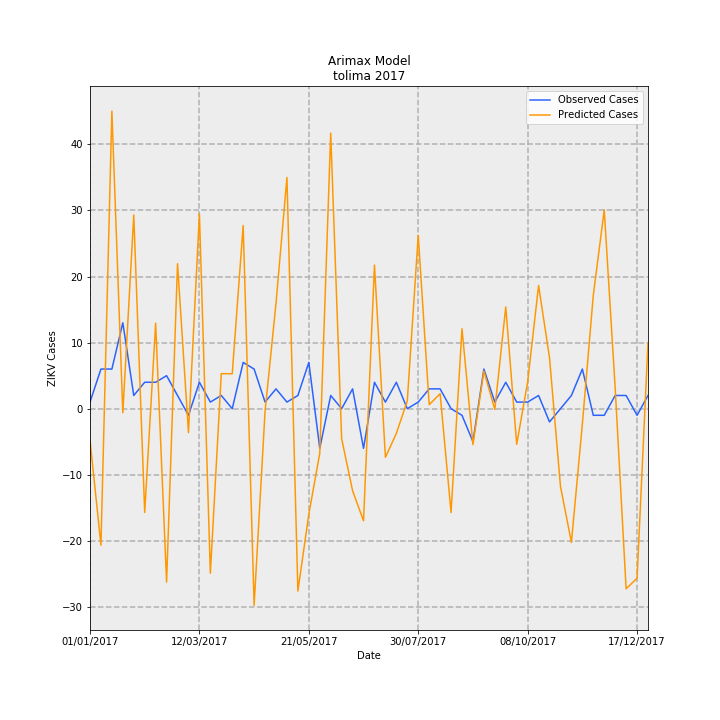 Arimax Model
tolima 2017
Observed Cases
Predicted Cases
ZIKV Cases
40
30
20
10
0
−10
−20
−30
01/01/2017 12/03/2017 21/05/2017 30/07/2017 08/10/2017 17/12/2017
Date